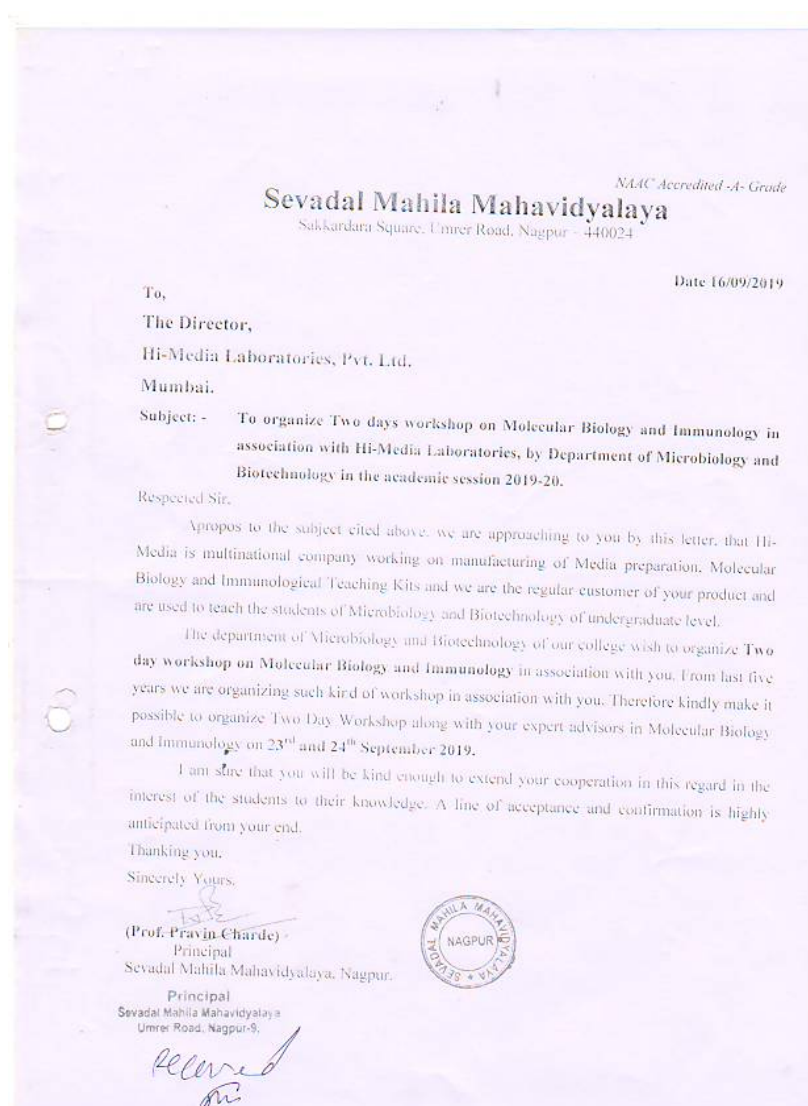 NAAC Accredited -A- Grade
Sevadal Mahila Mahavidyalaya
Sakkardara Square, Umrer Road, Nagpur - 440024
Date 16/09/2019
To,
The Director,
Hi-Media Laboratories, Pvt. Ltd.
Mumbai.
Subject: - To organize Two days workshop on Molecular Biology and Immunology in
association with Hi-Media Laboratories, by Department of Microbiology and
Biotechnology in the academic session 2019-20.
Respected Sir,
Apropos to the subject cited above, we are approaching to you by this letter, that Hi-
Media is multinational company working on manufacturing of Media preparation, Molecular
Biology and Immunological Teaching Kits and we are the regular customer of your product and
are used to teach the students of Microbiology and Biotechnology of undergraduate level.
The department of Microbiology and Biotechnology of our college wish to organize Two
day workshop on Molecular Biology and Immunology in association with you. From last five
years we are organizing such kind of workshop in association with you. Therefore kindly make it
possible to organize Two Day Workshop along with your expert advisors in Molecular Biology
and Immunology on 23rd and 24th September 2019.
I am sure that you will be kind enough to extend your cooperation in this regard in the
interest of the students to their knowledge. A line of acceptance and confirmation is highly
anticipated from your end.
Thanking you,
Sincerely Yours,
(Prof. Pravin Charde)
Principal
Sevadal Mahila Mahavidyalaya, Nagpur.
SEVADAL MAHILA MAHAVIDYALAYA
NAGPUR
Principal
Sevadal Mahila Mahavidyalaya
Umrer Road, Nagpur-9.
Received